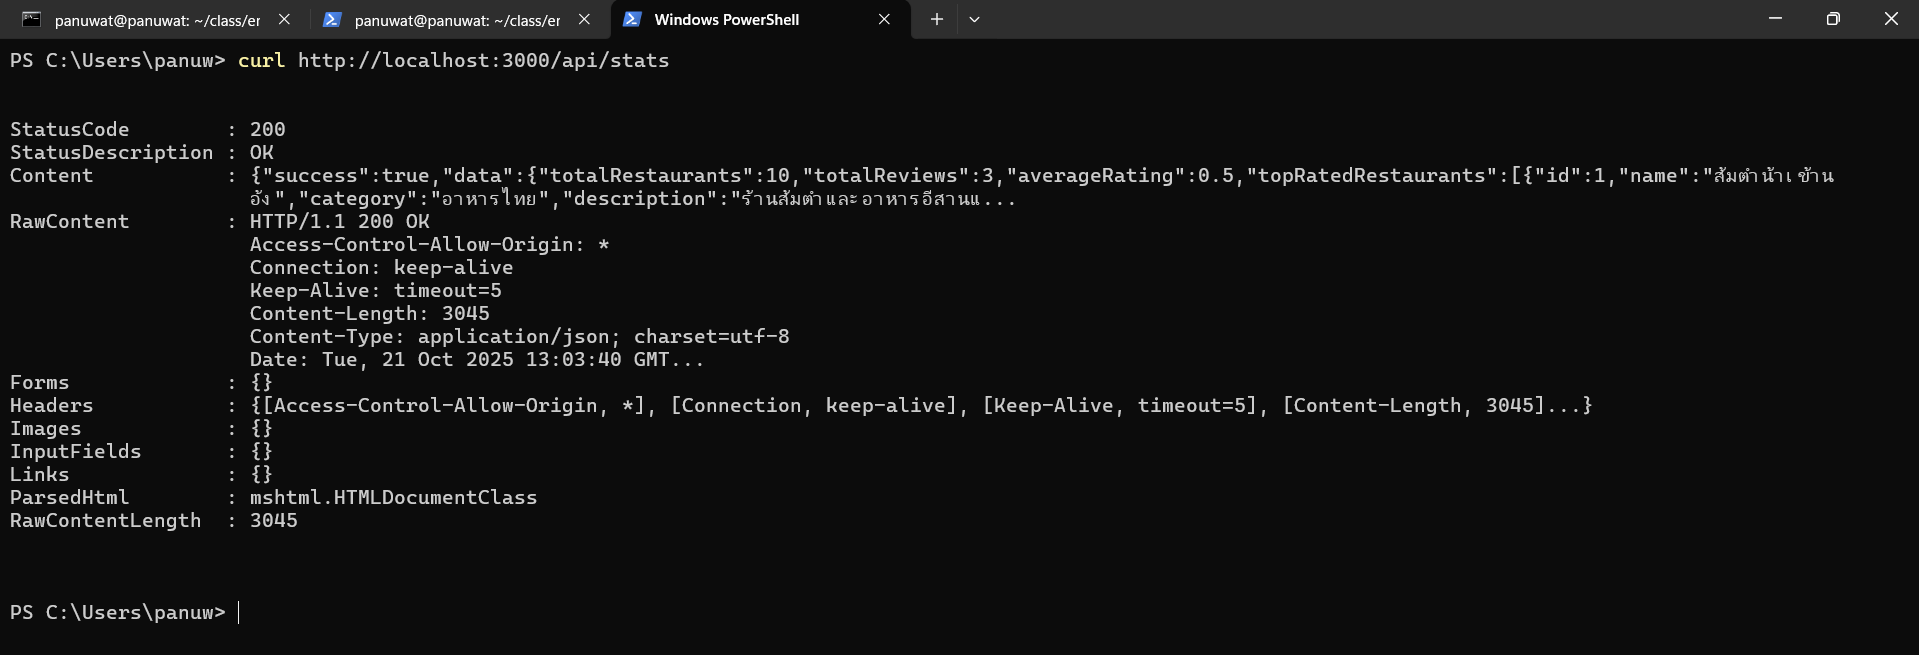 panuwat@panuwat: ~/class/er
panuwat@panuwat: ~/class/er
Windows PowerShell
PS C:\Users\panuw> curl http://localhost:3000/api/stats
StatusCode : 200
StatusDescription : OK
Content : {"success":true,"data":{"totalRestaurants":10,"totalReviews":3,"averageRating":0.5,"topRatedRestaurants":[{"id":1,"name":"ส้มตำน้าเข้าน
อ้ง","category":"อาหารไทย","description":"ร้านส้มตำและอาหารอีสานแ...
RawContent : HTTP/1.1 200 OK
Access-Control-Allow-Origin: *
Connection: keep-alive
Keep-Alive: timeout=5
Content-Length: 3045
Content-Type: application/json; charset=utf-8
Date: Tue, 21 Oct 2025 13:03:40 GMT...
Forms : {}
Headers : {[Access-Control-Allow-Origin, *], [Connection, keep-alive], [Keep-Alive, timeout=5], [Content-Length, 3045]...}
Images : {}
InputFields : {}
Links : {}
ParsedHtml : mshtml.HTMLDocumentClass
RawContentLength : 3045
PS C:\Users\panuw>